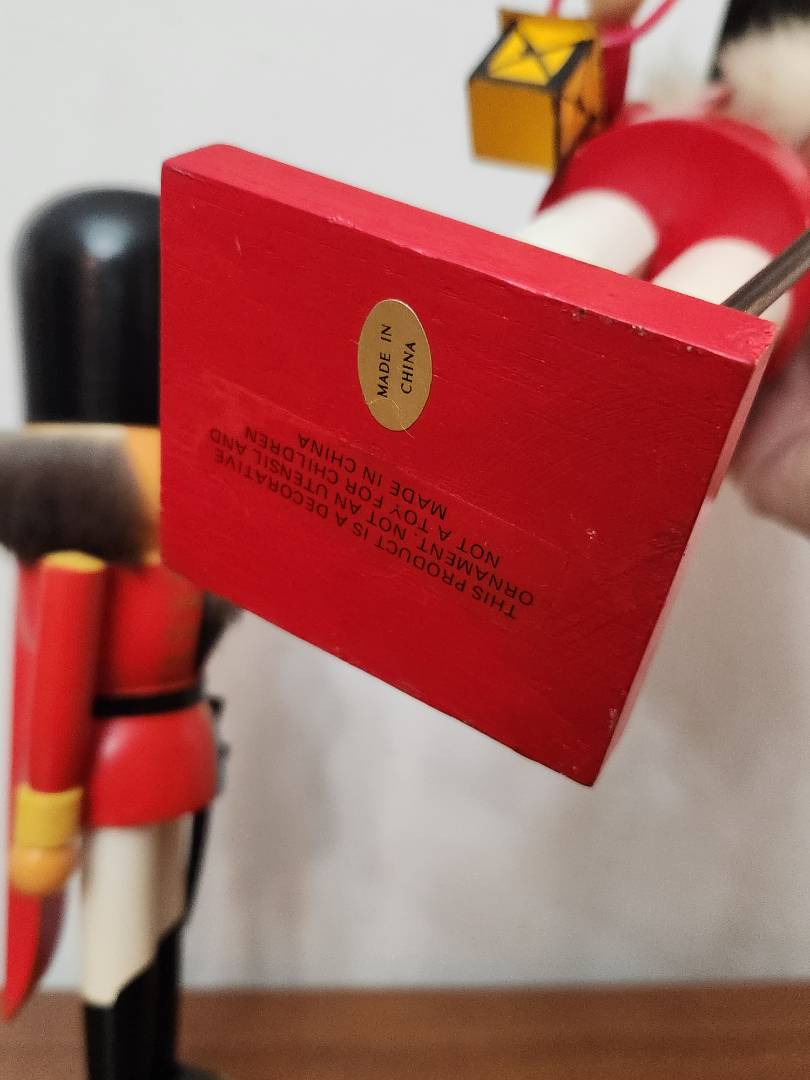 MADE IN
CHINA
THIS PRODUCT IS A DECORATIVE
ORNAMENT. NOT AN UTENSIL AND
NOT A TOY FOR CHILDREN
MADE IN CHINA